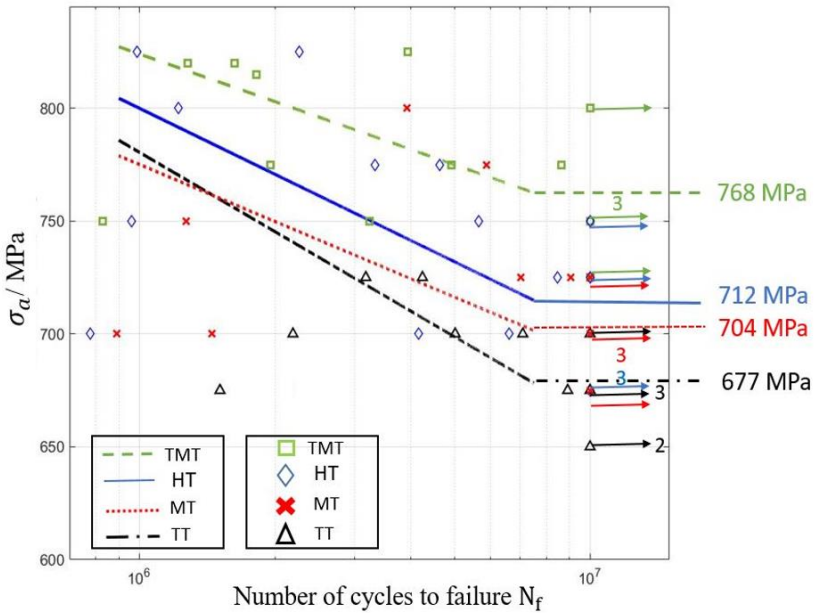 σa/ MPa
800
750
700
650
600
10^6
10^7
Number of cycles to failure Nf
768 MPa
712 MPa
704 MPa
677 MPa
3
3
3
3
2
TMT
HT
MT
TT
TMT
HT
MT
TT